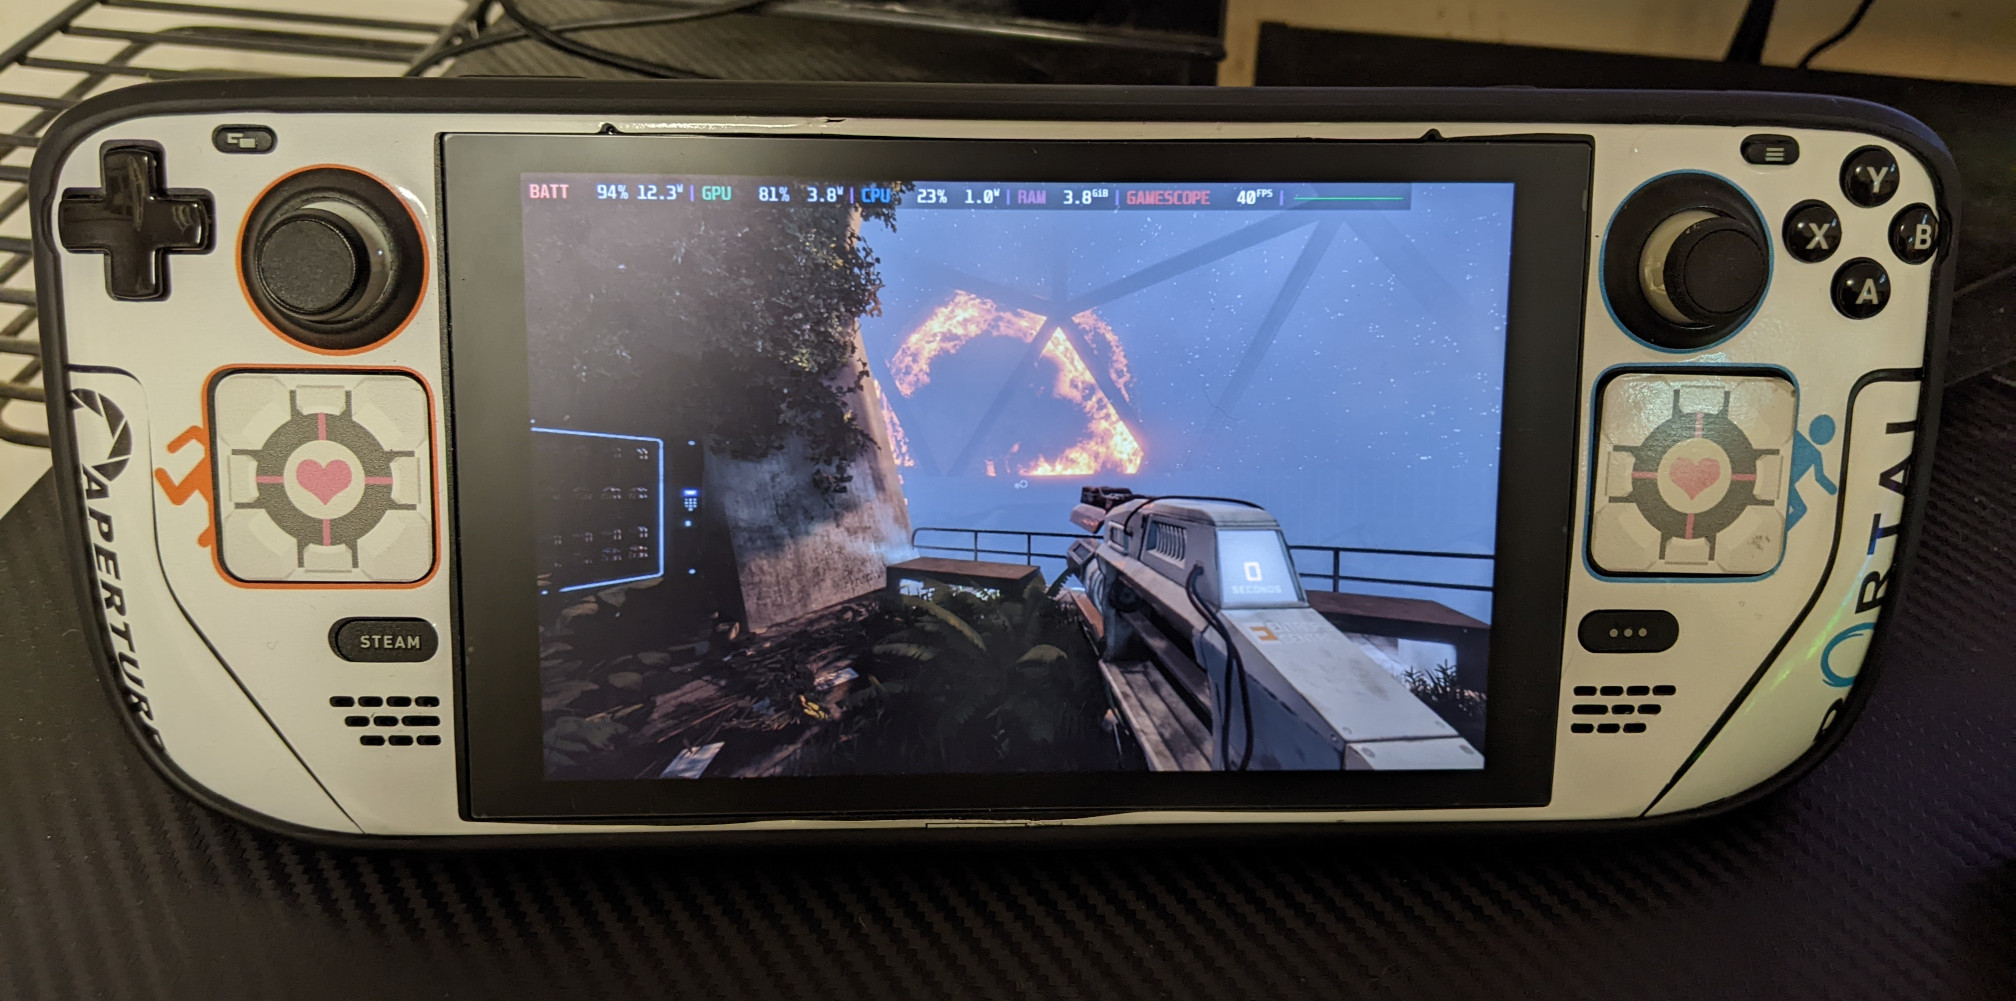 BATT 94% 12.3W | GPU 81% 3.8W | CPU 23% 1.0W | RAM 3.8GiB | GAMESCOPE 40FPS |
Y
X
B
A
APERTURE
PORTAL
0
SECONDS
STEAM